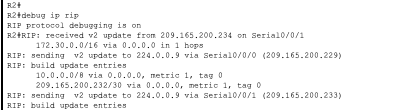 R2#
R2#debug ip rip
RIP protocol debugging is on
R2#RIP: received v2 update from 209.165.200.234 on Serial0/0/1
172.30.0.0/16 via 0.0.0.0 in 1 hops
RIP: sending v2 update to 224.0.0.9 via Serial0/0/0 (209.165.200.229)
RIP: build update entries
10.0.0.0/8 via 0.0.0.0, metric 1, tag 0
209.165.200.232/30 via 0.0.0.0, metric 1, tag 0
RIP: sending v2 update to 224.0.0.9 via Serial0/0/1 (209.165.200.233)
RIP: build update entries